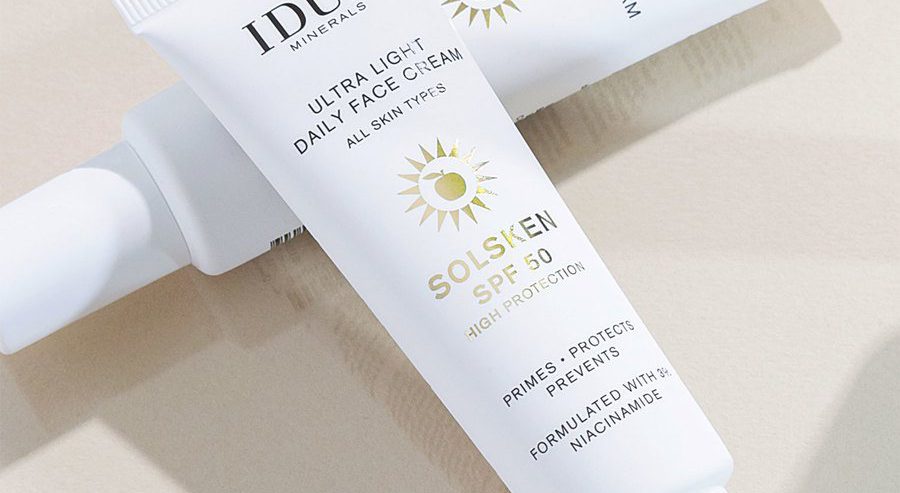 IDU
MINERALS
ULTRA LIGHT
DAILY FACE CREAM
ALL SKIN TYPES
SOLSKEN
SPF 50
HIGH PROTECTION
PRIMES • PROTECTS
PREVENTS
FORMULATED WITH 3%
NIACINAMIDE